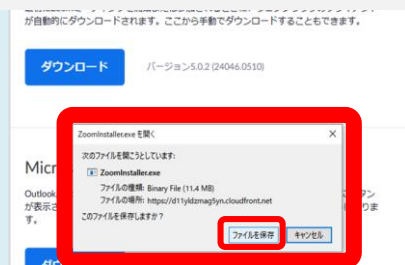 が自動的にダウンロードされます。ここから手動でダウンロードすることもできます。
ダウンロード
バージョン5.0.2 (24046.0510)
ZoomInstaller.exe を開く
次のファイルを開こうとしています:
ZoomInstaller.exe
ファイルの種類: Binary File (11.4 MB)
ファイルの場所: https://d11yldzmag5yn.cloudfront.net
このファイルを保存しますか?
ファイルを保存
キャンセル
Micr
Outlook
が表示さ
す。